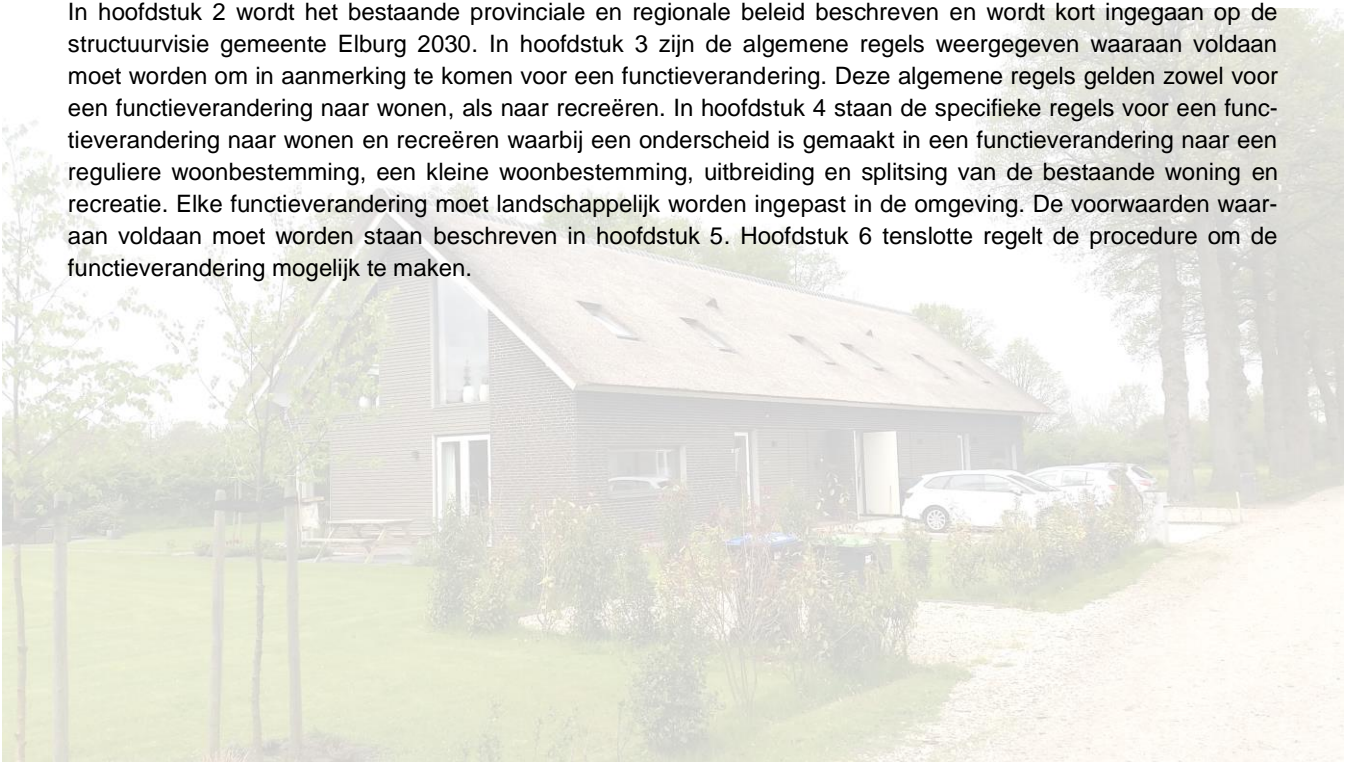 In hoofdstuk 2 wordt het bestaande provinciale en regionale beleid beschreven en wordt kort ingegaan op de
structuurvisie gemeente Elburg 2030. In hoofdstuk 3 zijn de algemene regels weergegeven waaraan voldaan
moet worden om in aanmerking te komen voor een functieverandering. Deze algemene regels gelden zowel voor
een functieverandering naar wonen, als naar recreëren. In hoofdstuk 4 staan de specifieke regels voor een func-
tieverandering naar wonen en recreëren waarbij een onderscheid is gemaakt in een functieverandering naar een
reguliere woonbestemming, een kleine woonbestemming, uitbreiding en splitsing van de bestaande woning en
recreatie. Elke functieverandering moet landschappelijk worden ingepast in de omgeving. De voorwaarden waar-
aan voldaan moet worden staan beschreven in hoofdstuk 5. Hoofdstuk 6 tenslotte regelt de procedure om de
functieverandering mogelijk te maken.